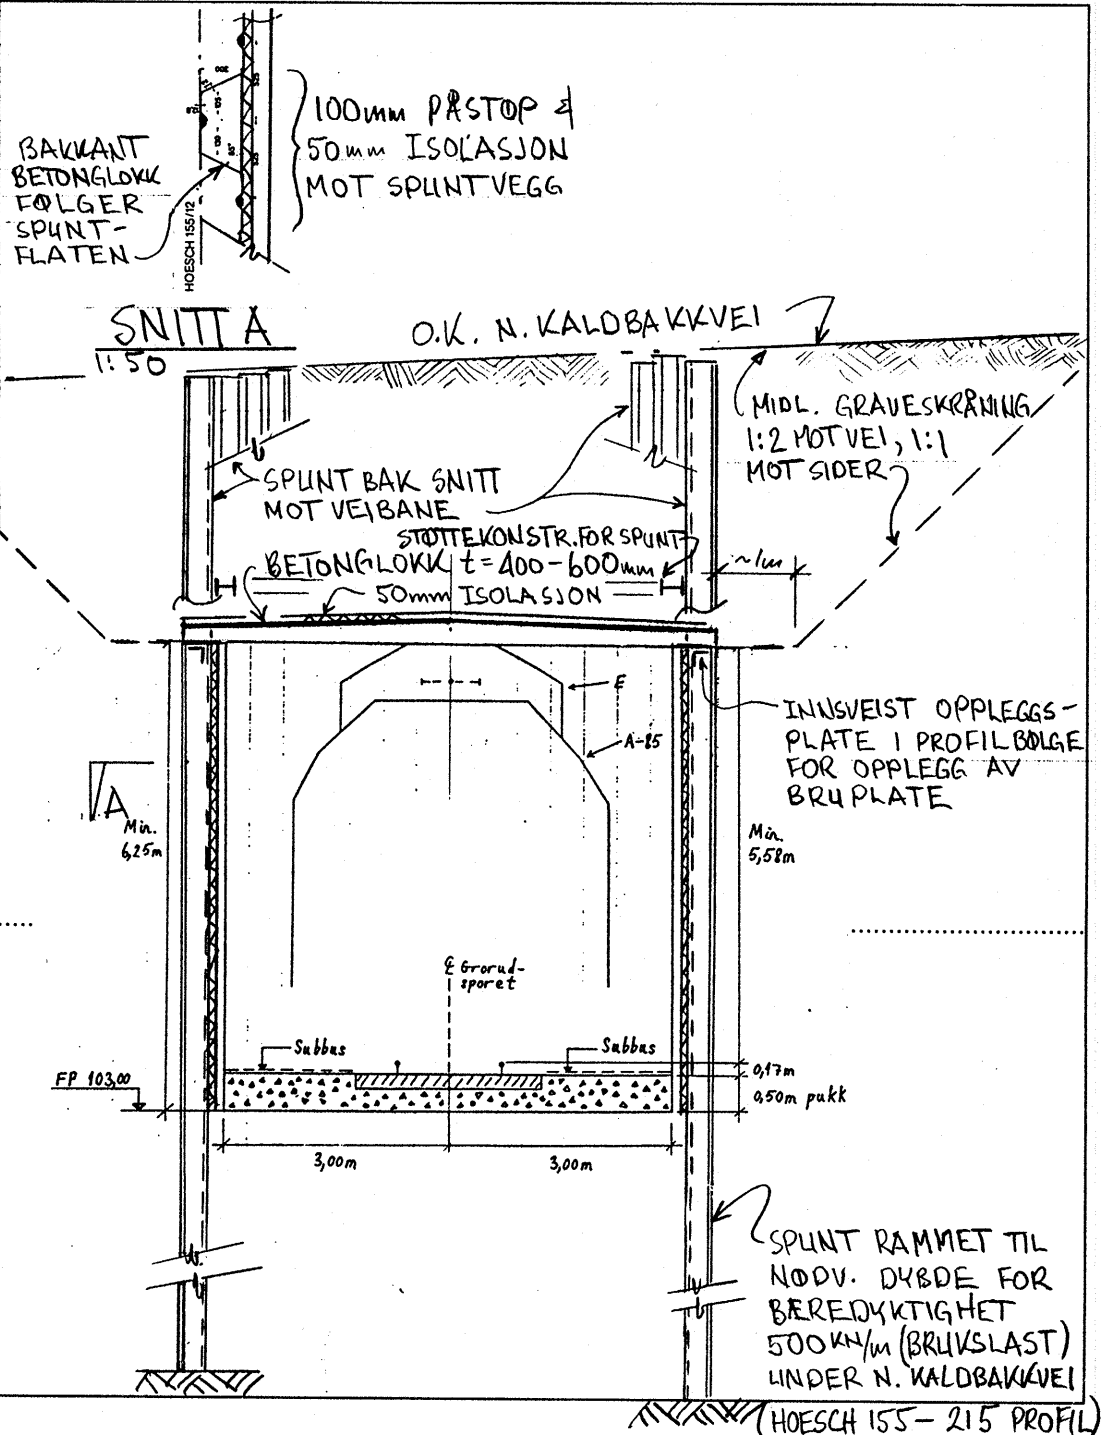 100mm PÅSTØP &
50mm ISOLASJON
MOT SPUNTVEGG
BAKKANT
BETONGLOKK
FØLGER
SPUNT-
FLATEN
HOESCH 155/12
SNITT A
1:50
O.K. N. KALDBAKKVEI
MIDL. GRAVESKRÅNING
1:2 MOT VEI, 1:1
MOT SIDER
SPUNT BAK SNITT
MOT VEIBANE
STØTTEKONSTR. FOR SPUNT
BETONGLOKK t=400-600mm
50mm ISOLASJON
~1m
E
A-85
INNSVEIST OPPLEGGS-
PLATE I PROFILBØLGE
FOR OPPLEGG AV
BRUPLATE
A
Min.
6,25m
Min.
5,58m
℄ Grorud-
sporet
Subbus
Subbus
FP 103,00
0,17m
0,50m pukk
3,00m
3,00m
SPUNT RAMMET TIL
NØDV. DYBDE FOR
BÆREDYKTIGHET
500 KN/m (BRUKSLAST)
UNDER N. KALDBAKKVEI
(HOESCH 155-215 PROFIL)